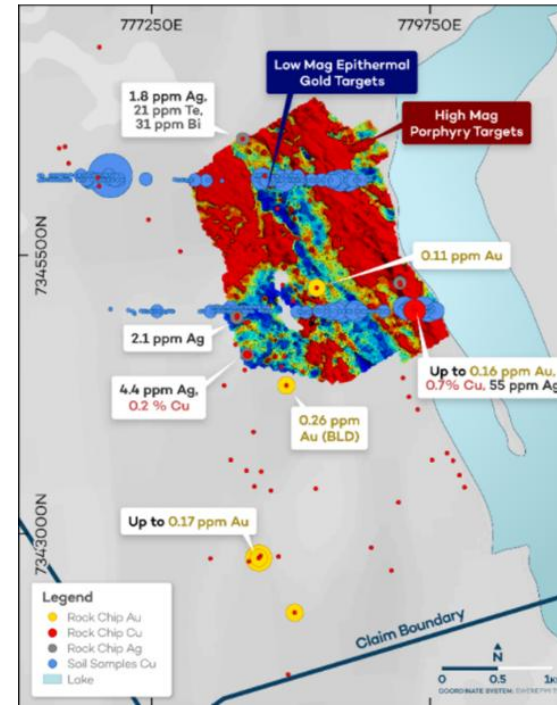 777250E
779750E
Low Mag Epithermal
Gold Targets
1.8 ppm Ag,
21 ppm Te,
31 ppm Bi
High Mag
Porphyry Targets
7345500N
0.11 ppm Au
2.1 ppm Ag
Up to 0.16 ppm Au,
0.7% Cu, 55 ppm Ag
4.4 ppm Ag,
0.2 % Cu
0.26 ppm
Au (BLD)
7343000N
Up to 0.17 ppm Au
Legend
Rock Chip Au
Rock Chip Cu
Rock Chip Ag
Soil Samples Cu
Lake
Claim Boundary
N
0 0.5 1K
COORDINATE SYSTEM: